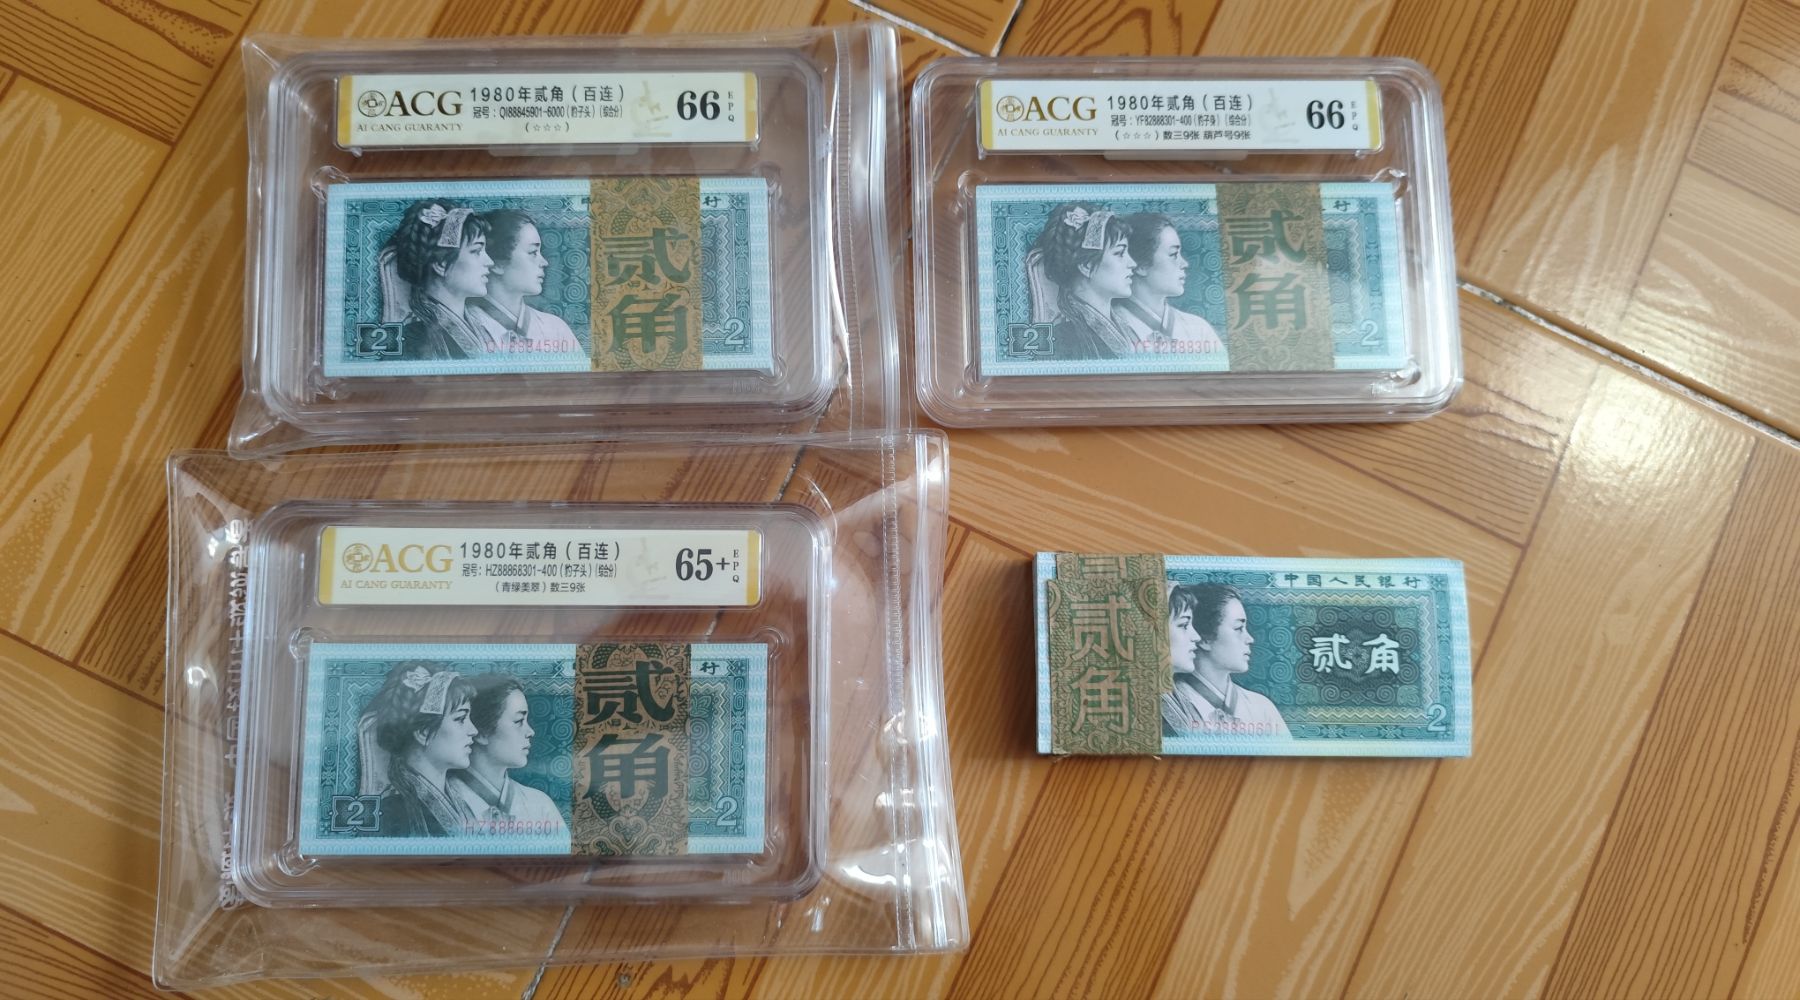 ACG
AI CANG GUARANTY
1980年贰角（百连）
冠号：QI88845901-6000（豹子头）（综合分）
（☆☆☆）
66
EPQ
行
贰角
2
2
QI88845901
ACG
AI CANG GUARANTY
1980年贰角（百连）
冠号：YF82888301-400（豹子身）（综合分）
（☆☆☆）数三9张 葫芦号9张
66
EPQ
行
贰角
2
2
YF82888301
ACG
AI CANG GUARANTY
1980年贰角（百连）
冠号：HZ88868301-400（豹子头）（综合分）
（青绿美翠）数三9张
65+
EPQ
行
贰角
2
2
HZ88868301
中国人民银行
贰角
贰角
2